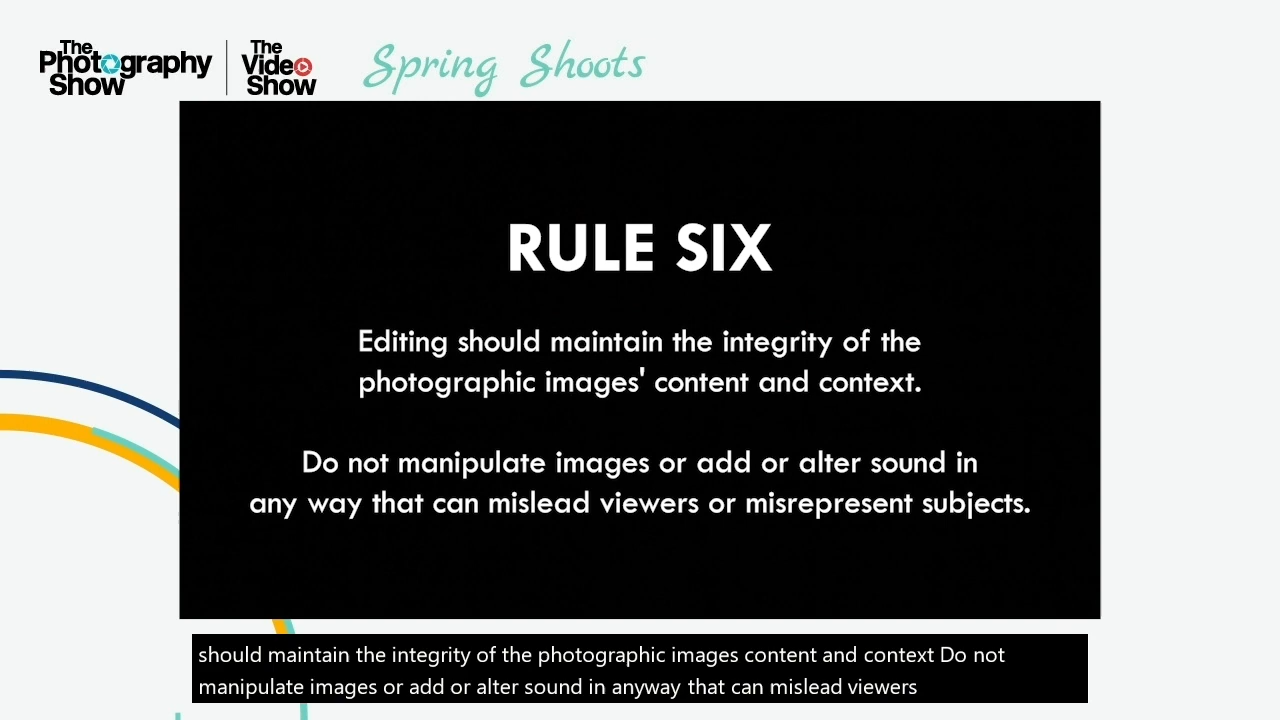 The
Photography
Show
The
Video
Show
Spring Shoots
RULE SIX
Editing should maintain the integrity of the
photographic images' content and context.
Do not manipulate images or add or alter sound in
any way that can mislead viewers or misrepresent subjects.
should maintain the integrity of the photographic images content and context Do not
manipulate images or add or alter sound in anyway that can mislead viewers